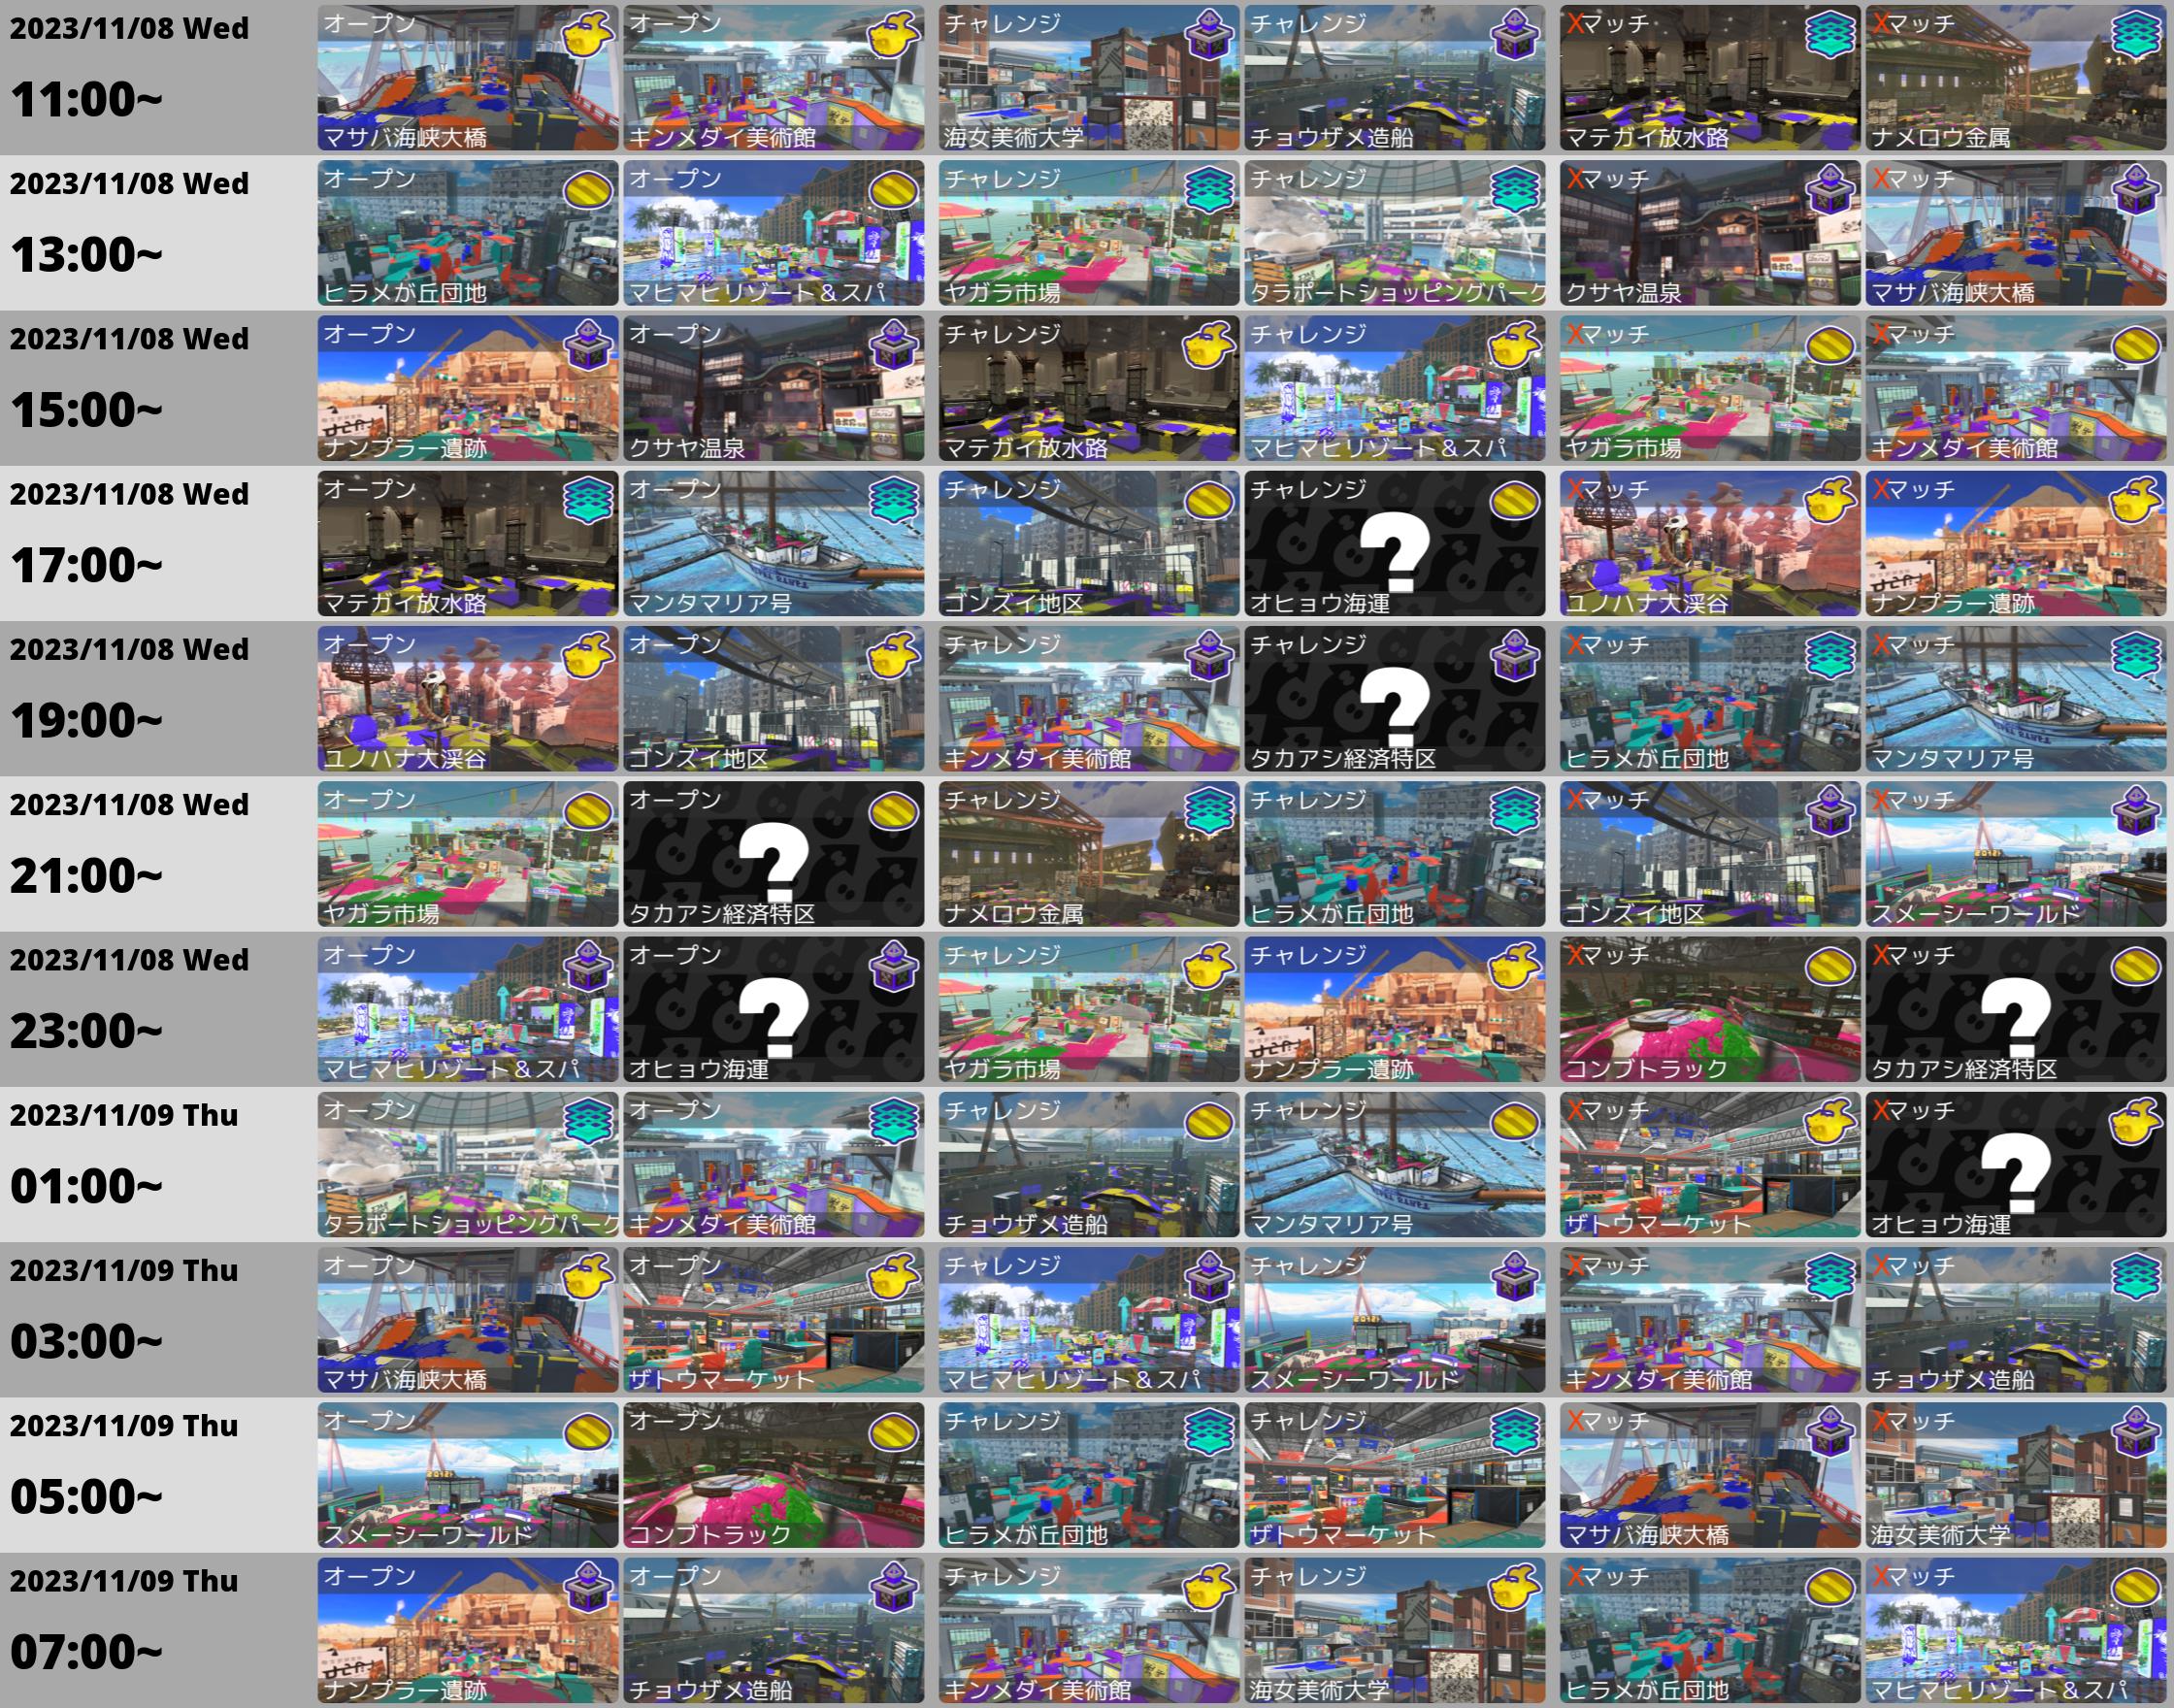 2023/11/08 Wed
11:00~
オープン
マサバ海峡大橋
オープン
キンメダイ美術館
チャレンジ
海女美術大学
チャレンジ
チョウザメ造船
Xマッチ
マテガイ放水路
Xマッチ
ナメロウ金属
2023/11/08 Wed
13:00~
オープン
ヒラメが丘団地
オープン
マヒマヒリゾート＆スパ
チャレンジ
ヤガラ市場
チャレンジ
タラポートショッピングパーク
Xマッチ
クサヤ温泉
Xマッチ
マサバ海峡大橋
2023/11/08 Wed
15:00~
オープン
ナンプラー遺跡
オープン
クサヤ温泉
チャレンジ
マテガイ放水路
チャレンジ
マヒマヒリゾート＆スパ
Xマッチ
ヤガラ市場
Xマッチ
キンメダイ美術館
2023/11/08 Wed
17:00~
オープン
マテガイ放水路
オープン
マンタマリア号
チャレンジ
ゴンズイ地区
チャレンジ
?
オヒョウ海運
Xマッチ
ユノハナ大渓谷
Xマッチ
ナンプラー遺跡
2023/11/08 Wed
19:00~
オープン
ユノハナ大渓谷
オープン
ゴンズイ地区
チャレンジ
キンメダイ美術館
チャレンジ
?
タカアシ経済特区
Xマッチ
ヒラメが丘団地
Xマッチ
マンタマリア号
2023/11/08 Wed
21:00~
オープン
ヤガラ市場
オープン
?
タカアシ経済特区
チャレンジ
ナメロウ金属
チャレンジ
ヒラメが丘団地
Xマッチ
ゴンズイ地区
Xマッチ
スメーシーワールド
2023/11/08 Wed
23:00~
オープン
マヒマヒリゾート＆スパ
オープン
?
オヒョウ海運
チャレンジ
ヤガラ市場
チャレンジ
ナンプラー遺跡
Xマッチ
コンブトラック
Xマッチ
?
タカアシ経済特区
2023/11/09 Thu
01:00~
オープン
タラポートショッピングパーク
オープン
キンメダイ美術館
チャレンジ
チョウザメ造船
チャレンジ
マンタマリア号
Xマッチ
ザトウマーケット
Xマッチ
?
オヒョウ海運
2023/11/09 Thu
03:00~
オープン
マサバ海峡大橋
オープン
ザトウマーケット
チャレンジ
マヒマヒリゾート＆スパ
チャレンジ
スメーシーワールド
Xマッチ
キンメダイ美術館
Xマッチ
チョウザメ造船
2023/11/09 Thu
05:00~
オープン
スメーシーワールド
オープン
コンブトラック
チャレンジ
ヒラメが丘団地
チャレンジ
ザトウマーケット
Xマッチ
マサバ海峡大橋
Xマッチ
海女美術大学
2023/11/09 Thu
07:00~
オープン
ナンプラー遺跡
オープン
チョウザメ造船
チャレンジ
キンメダイ美術館
チャレンジ
海女美術大学
Xマッチ
ヒラメが丘団地
Xマッチ
マヒマヒリゾート＆スパ